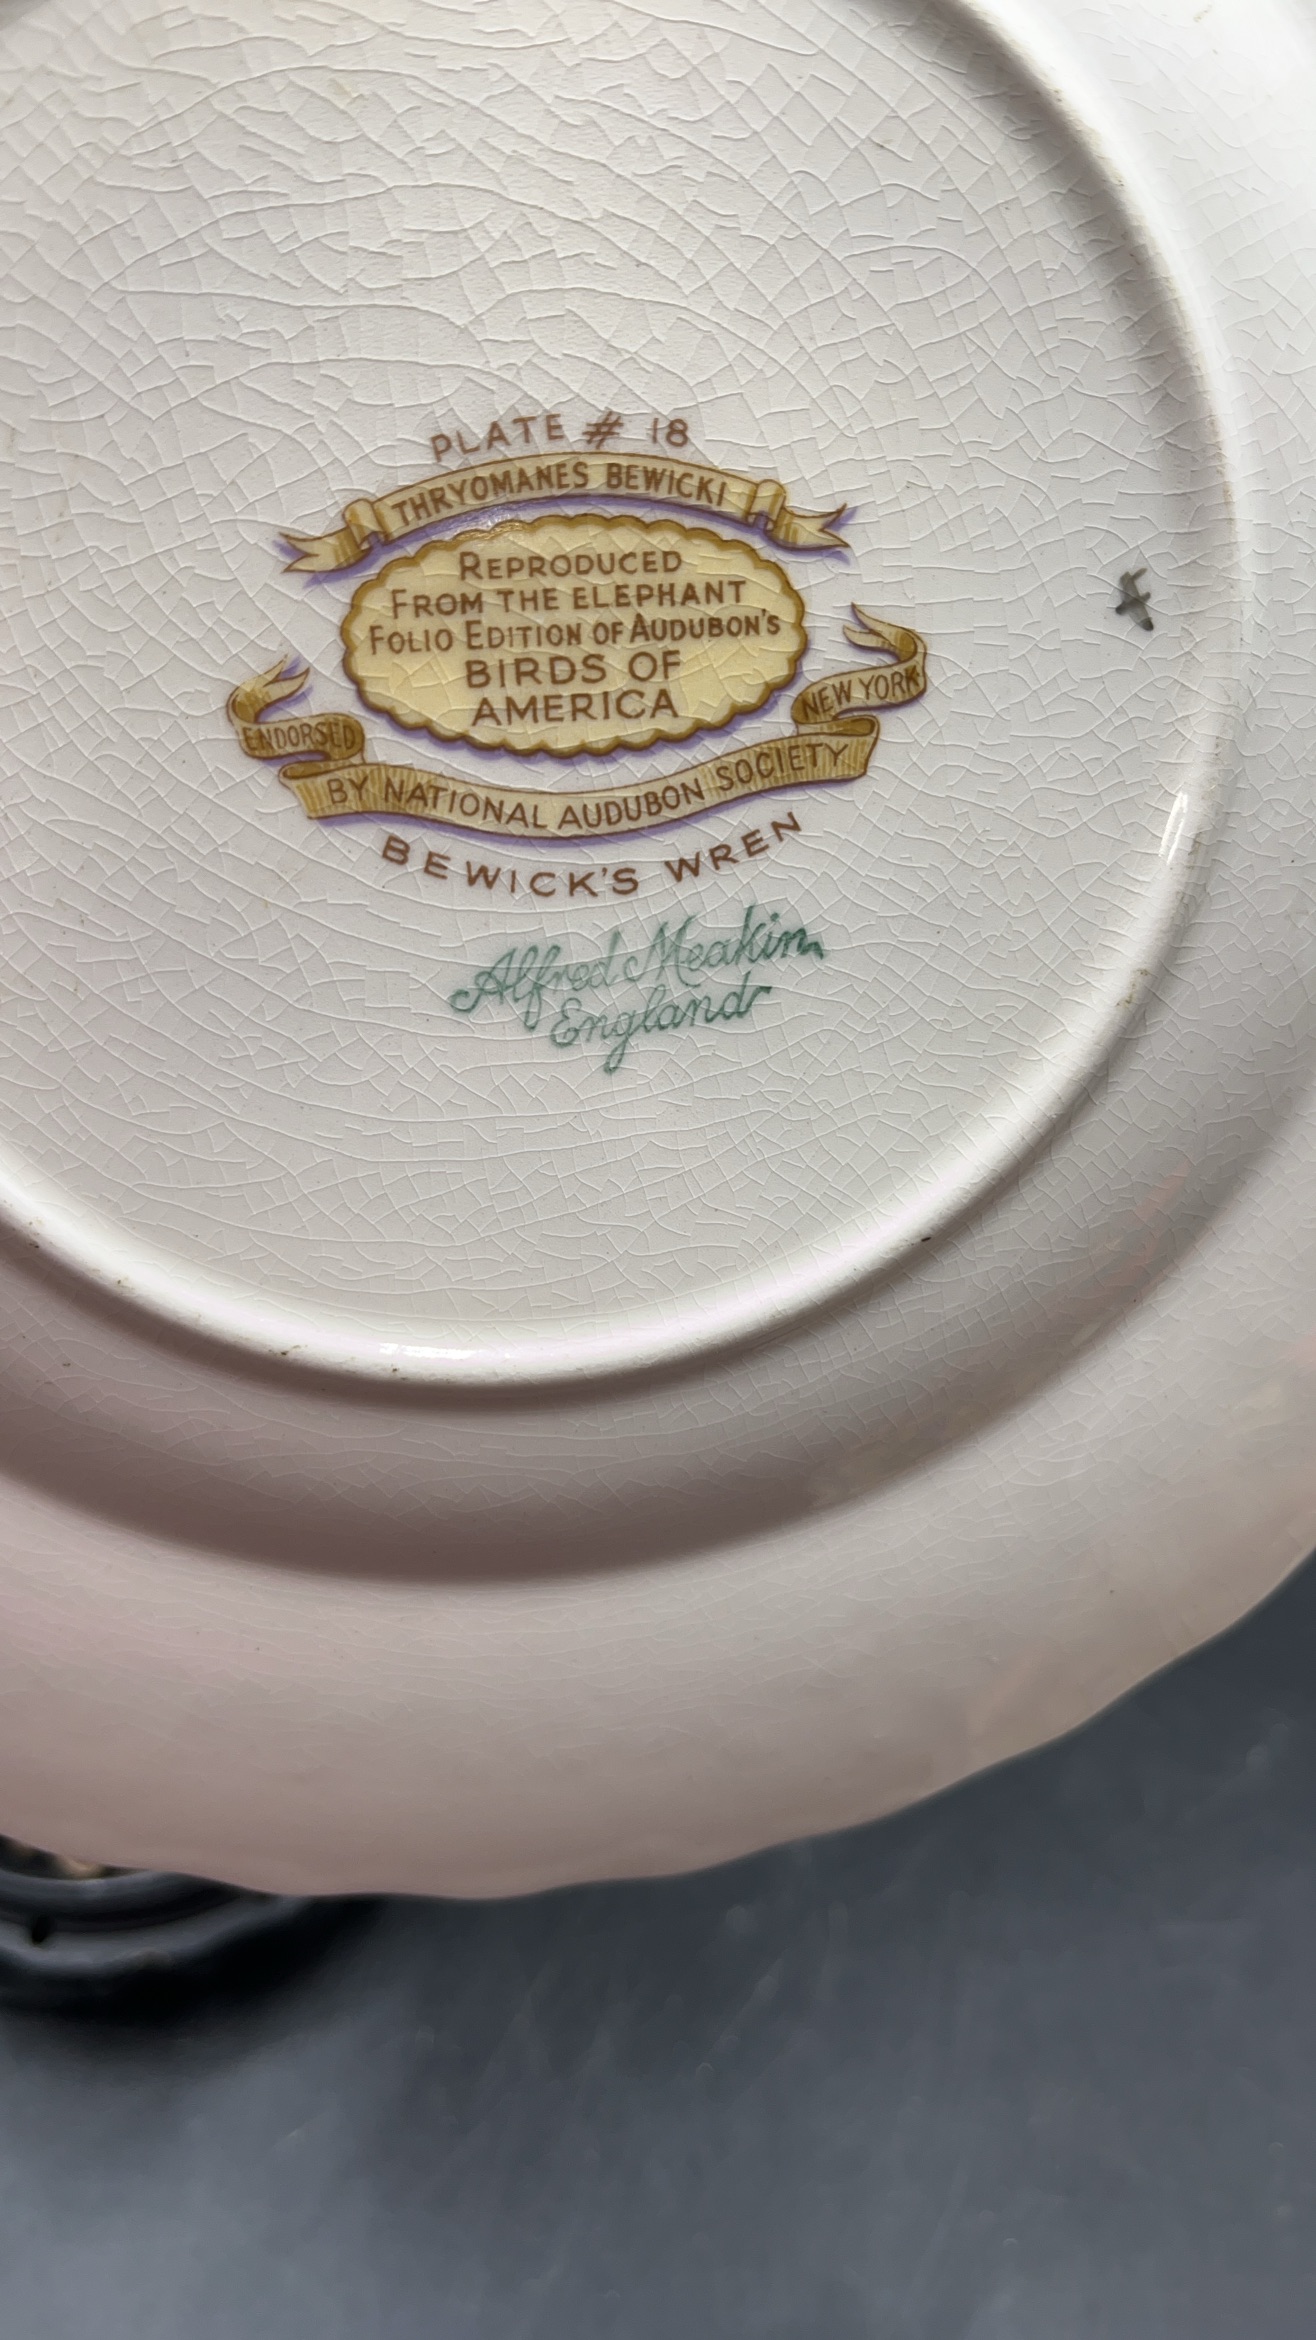 PLATE # 18
THRYOMANES BEWICKI
REPRODUCED
FROM THE ELEPHANT
FOLIO EDITION OF AUDUBON'S
BIRDS OF
AMERICA
ENDORSED
BY NATIONAL AUDUBON SOCIETY
NEW YORK
BEWICK'S WREN
Alfred Meakin
England